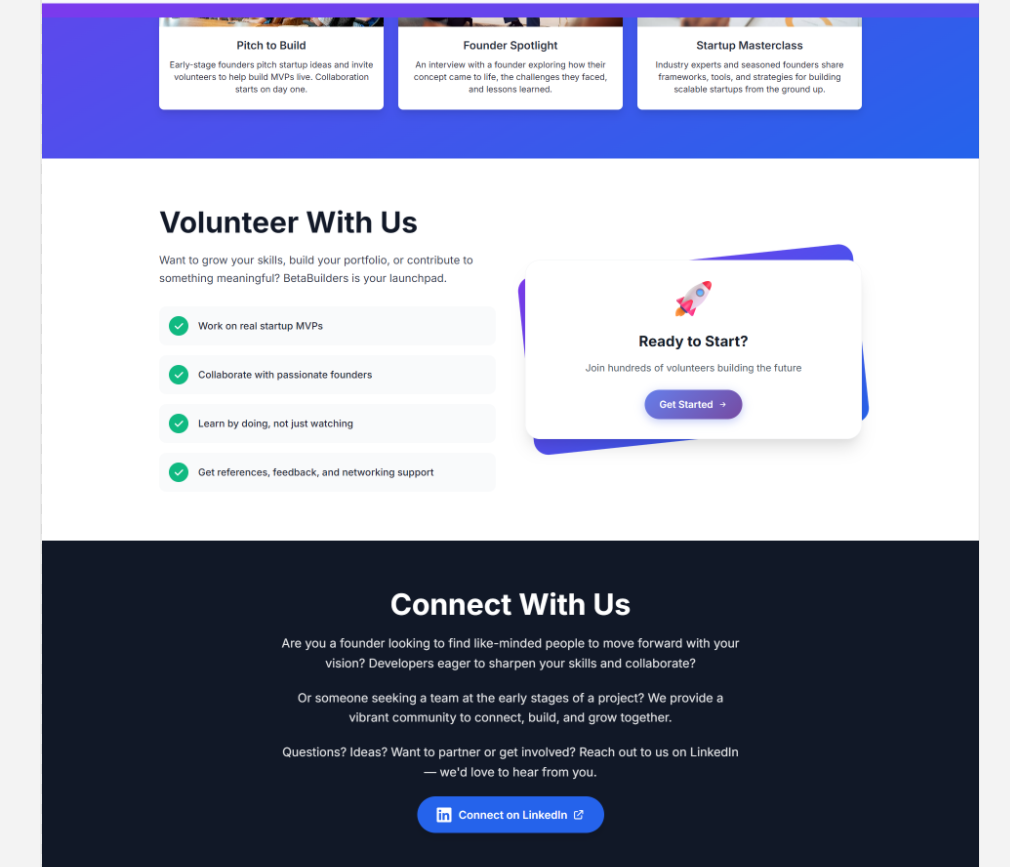 Pitch to Build
Early-stage founders pitch startup ideas and invite
volunteers to help build MVPs live. Collaboration
starts on day one.
Founder Spotlight
An interview with a founder exploring how their
concept came to life, the challenges they faced,
and lessons learned.
Startup Masterclass
Industry experts and seasoned founders share
frameworks, tools, and strategies for building
scalable startups from the ground up.
Volunteer With Us
Want to grow your skills, build your portfolio, or contribute to
something meaningful? BetaBuilders is your launchpad.
Work on real startup MVPs
Collaborate with passionate founders
Learn by doing, not just watching
Get references, feedback, and networking support
Ready to Start?
Join hundreds of volunteers building the future
Get Started →
Connect With Us
Are you a founder looking to find like-minded people to move forward with your
vision? Developers eager to sharpen your skills and collaborate?
Or someone seeking a team at the early stages of a project? We provide a
vibrant community to connect, build, and grow together.
Questions? Ideas? Want to partner or get involved? Reach out to us on LinkedIn
— we'd love to hear from you.
in Connect on LinkedIn